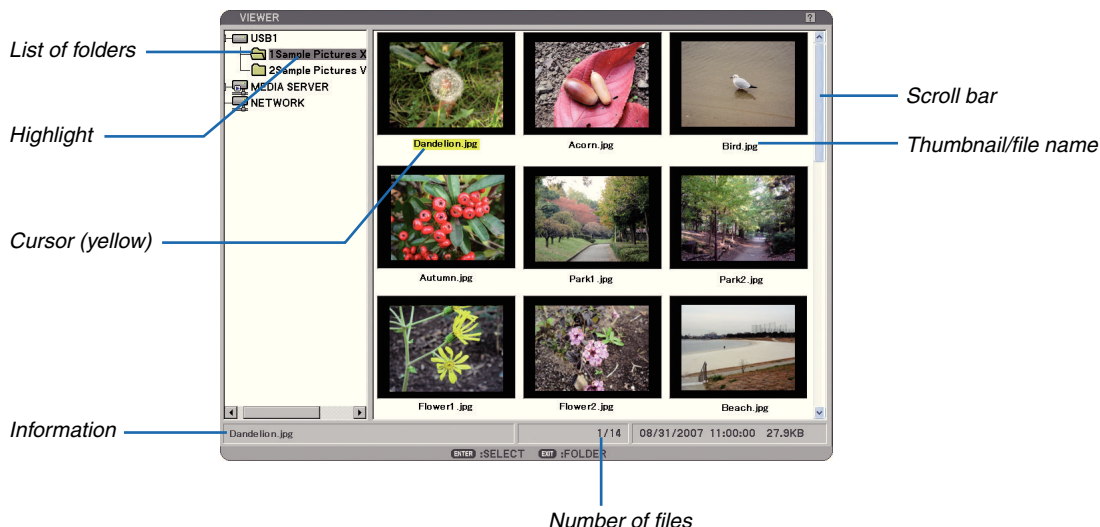 VIEWER
?
List of folders
USB1
1Sample Pictures X
2Sample Pictures V
MEDIA SERVER
NETWORK
Highlight
Scroll bar
Dandelion.jpg
Acorn.jpg
Bird.jpg
Thumbnail/file name
Cursor (yellow)
Autumn.jpg
Park1.jpg
Park2.jpg
Flower1.jpg
Flower2.jpg
Beach.jpg
Information
Dandelion.jpg
1/14
08/31/2007 11:00:00 27.9KB
ENTER :SELECT EXIT :FOLDER
Number of files